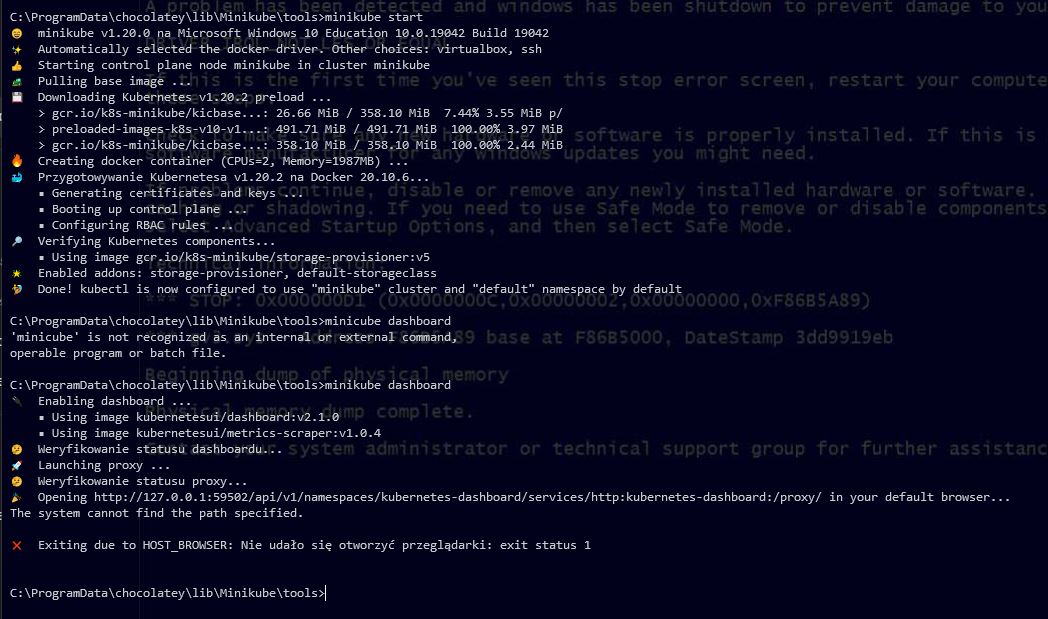 A problem has been detected and windows has been shutdown to prevent damage to you
C:\ProgramData\chocolatey\lib\Minikube\tools>minikube start
minikube v1.20.0 na Microsoft Windows 10 Education 10.0.19042 Build 19042
Automatically selected the docker driver. Other choices: virtualbox, ssh
Starting control plane node minikube in cluster minikube
If this is the first time you've seen this stop error screen, restart your compute
Pulling base image ...
Downloading Kubernetes v1.20.2 preload ...
> gcr.io/k8s-minikube/kicbase...: 26.66 MiB / 358.10 MiB  7.44% 3.55 MiB p/
> preloaded-images-k8s-v10-v1...: 491.71 MiB / 491.71 MiB  100.00% 3.97 MiB
software is properly installed. If this is
> gcr.io/k8s-minikube/kicbase...: 358.10 MiB / 358.10 MiB  100.00% 2.44 MiB
for any windows updates you might need.
Creating docker container (CPUs=2, Memory=1987MB) ...
Przygotowywanie Kubernetesa v1.20.2 na Docker 20.10.6...
continue, disable or remove any newly installed hardware or software.
▪ Generating certificates and keys ...
▪ Booting up control plane ...
or shadowing. If you need to use Safe Mode to remove or disable components
▪ Configuring RBAC rules ...
Advanced Startup Options, and then select Safe Mode.
Verifying Kubernetes components...
▪ Using image gcr.io/k8s-minikube/storage-provisioner:v5
Enabled addons: storage-provisioner, default-storageclass
Done! kubectl is now configured to use "minikube" cluster and "default" namespace by default
*** STOP: 0x000000D1 (0x0000000C,0x00000002,0x00000000,0xF86B5A89)
C:\ProgramData\chocolatey\lib\Minikube\tools>minicube dashboard
'minicube' is not recognized as an internal or external command,
base at F86B5000, DateStamp 3dd9919eb
operable program or batch file.
Beginning dump of physical memory
C:\ProgramData\chocolatey\lib\Minikube\tools>minikube dashboard
Enabling dashboard ...
Physical memory dump complete.
▪ Using image kubernetesui/dashboard:v2.1.0
▪ Using image kubernetesui/metrics-scraper:v1.0.4
Weryfikowanie statusu dashboardu...
system administrator or technical support group for further assistanc
Launching proxy ...
Weryfikowanie statusu proxy...
Opening http://127.0.0.1:59502/api/v1/namespaces/kubernetes-dashboard/services/http:kubernetes-dashboard:/proxy/ in your default browser...
The system cannot find the path specified.
Exiting due to HOST_BROWSER: Nie udało się otworzyć przeglądarki: exit status 1
C:\ProgramData\chocolatey\lib\Minikube\tools>